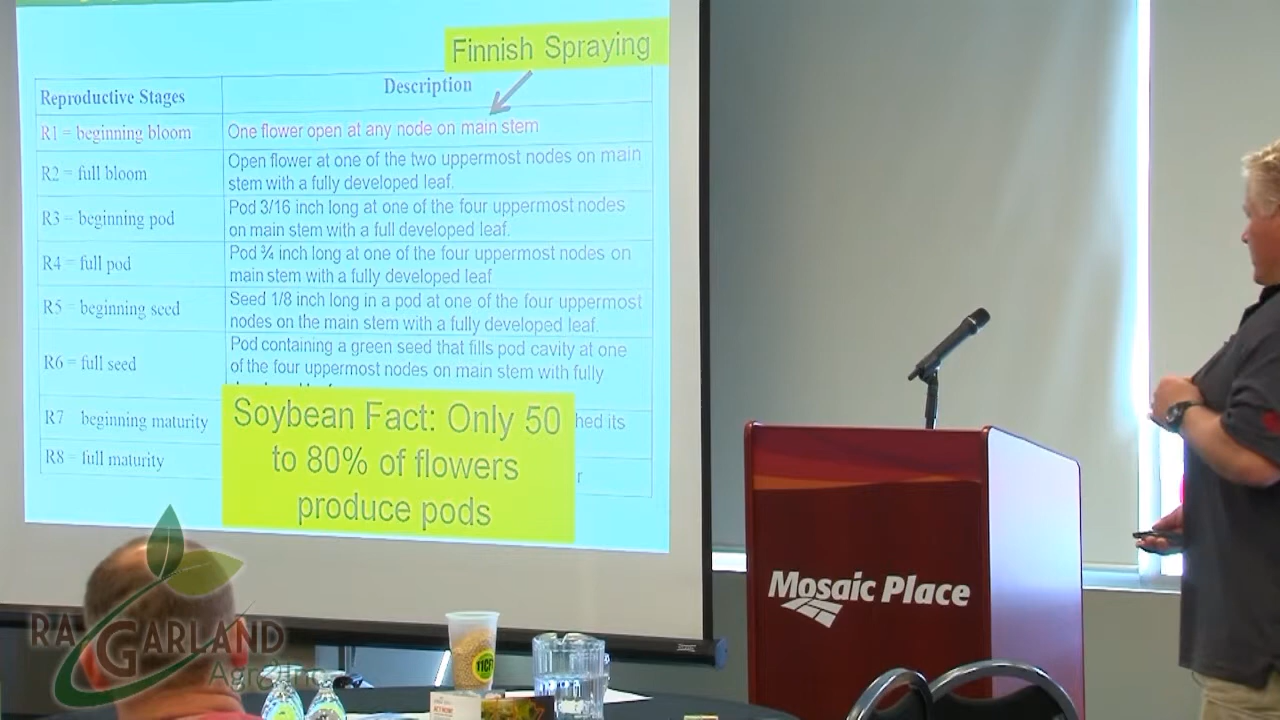 Finnish Spraying
Reproductive Stages
Description
R1 = beginning bloom
One flower open at any node on main stem
R2 = full bloom
Open flower at one of the two uppermost nodes on main
stem with a fully developed leaf.
R3 = beginning pod
Pod 3/16 inch long at one of the four uppermost nodes
on main stem with a full developed leaf.
R4 = full pod
Pod ¾ inch long at one of the four uppermost nodes on
main stem with a fully developed leaf
R5 = beginning seed
Seed 1/8 inch long in a pod at one of the four uppermost
nodes on the main stem with a fully developed leaf.
R6 = full seed
Pod containing a green seed that fills pod cavity at one
of the four uppermost nodes on main stem with fully
R7 beginning maturity
hed its
R8 = full maturity
r
Soybean Fact: Only 50
to 80% of flowers
produce pods
Mosaic Place
RA GARLAND
Agro Inc